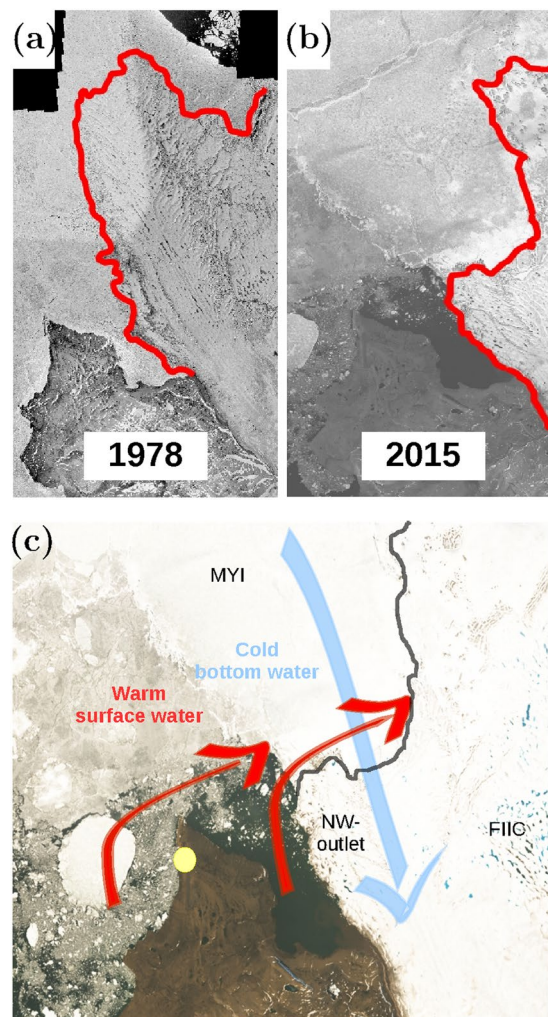 (a)
(b)
1978
2015
(c)
MYI
Cold
bottom water
Warm
surface water
NW-
outlet
FIIC